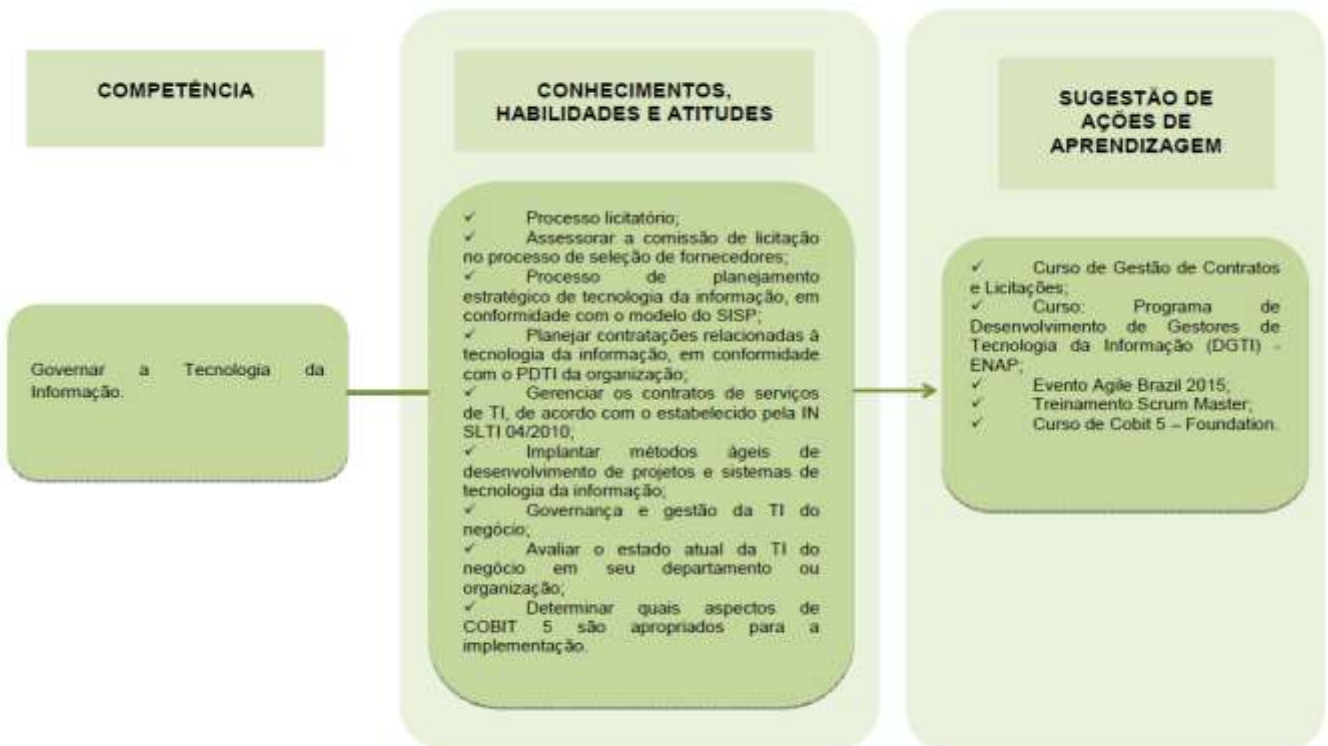 COMPETÊNCIA
Governar a Tecnologia da
Informação.
CONHECIMENTOS,
HABILIDADES E ATITUDES
✓ Processo licitatório;
✓ Assessorar a comissão de licitação
no processo de seleção de fornecedores;
✓ Processo de planejamento
estratégico de tecnologia da informação, em
conformidade com o modelo do SISP;
✓ Planejar contratações relacionadas à
tecnologia da informação, em conformidade
com o PDTI da organização;
✓ Gerenciar os contratos de serviços
de TI, de acordo com o estabelecido pela IN
SLTI 04/2010;
✓ Implantar métodos ágeis de
desenvolvimento de projetos e sistemas de
tecnologia da informação;
✓ Governança e gestão da TI do
negócio;
✓ Avaliar o estado atual da TI do
negócio em seu departamento ou
organização;
✓ Determinar quais aspectos de
COBIT 5 são apropriados para a
implementação.
SUGESTÃO DE
AÇÕES DE
APRENDIZAGEM
✓ Curso de Gestão de Contratos
e Licitações;
✓ Curso: Programa de
Desenvolvimento de Gestores de
Tecnologia da Informação (DGTI) -
ENAP;
✓ Evento Agile Brazil 2015;
✓ Treinamento Scrum Master;
✓ Curso de Cobit 5 – Foundation.